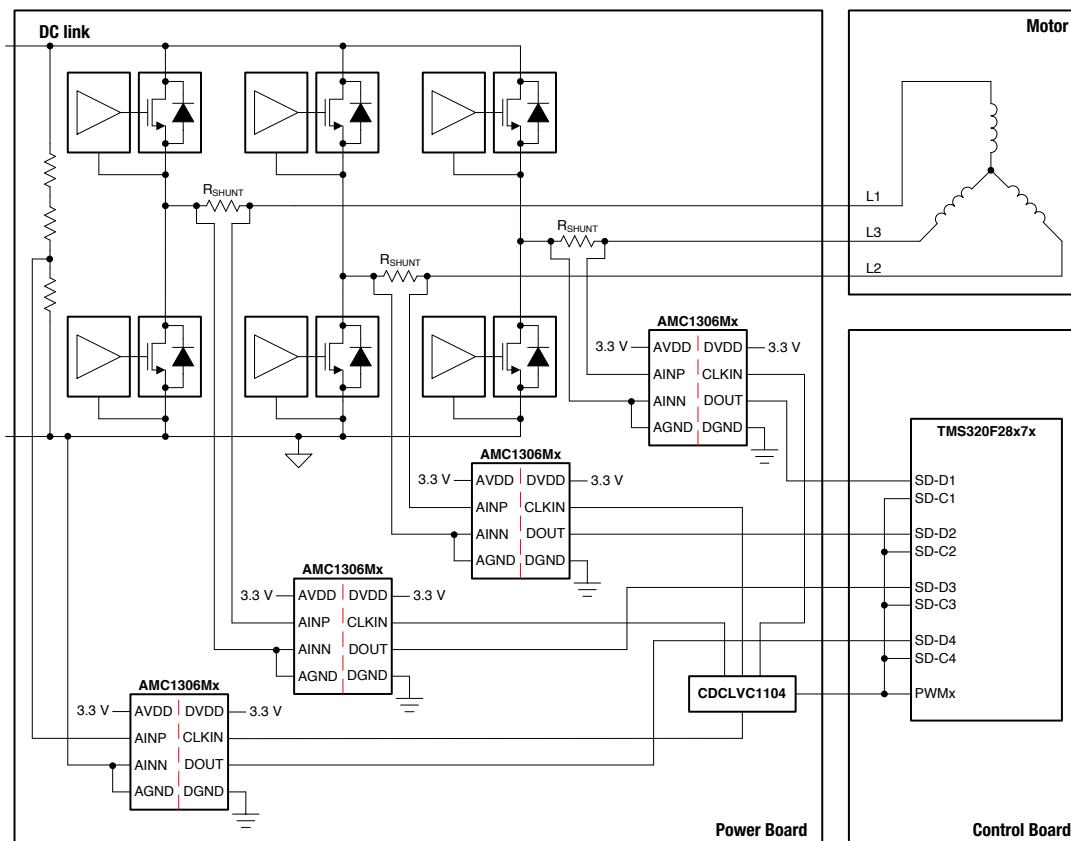 DC link
Motor
R_SHUNT
L1
R_SHUNT
L3
R_SHUNT
L2
AMC1306Mx
3.3 V AVDD DVDD 3.3 V
AINP CLKIN
AINN DOUT
AGND DGND
TMS320F28x7x
SD-D1
SD-C1
SD-D2
SD-C2
SD-D3
SD-C3
SD-D4
SD-C4
PWMx
AMC1306Mx
3.3 V AVDD DVDD 3.3 V
AINP CLKIN
AINN DOUT
AGND DGND
AMC1306Mx
3.3 V AVDD DVDD 3.3 V
AINP CLKIN
AINN DOUT
AGND DGND
CDCLVC1104
AMC1306Mx
3.3 V AVDD DVDD 3.3 V
AINP CLKIN
AINN DOUT
AGND DGND
Power Board
Control Board